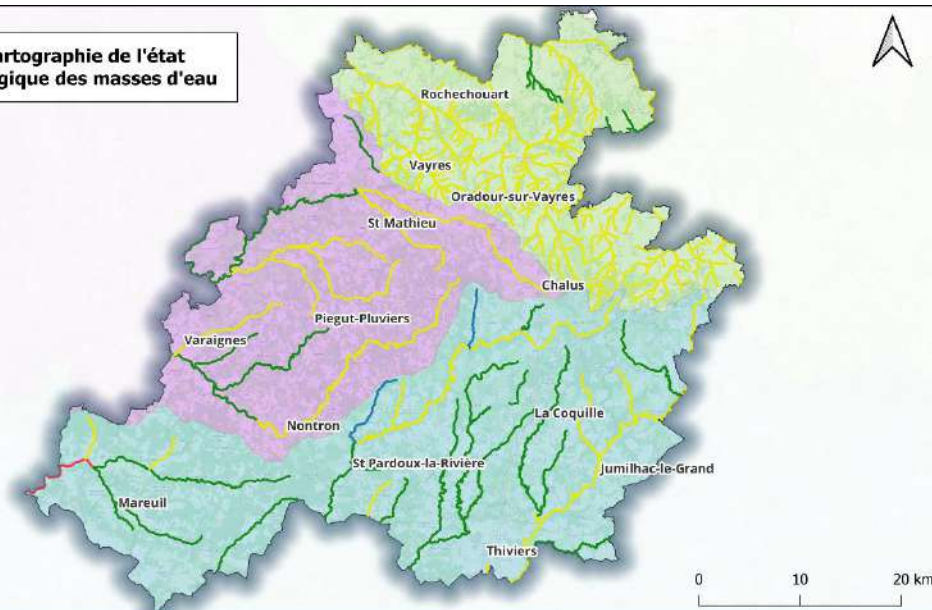 artographie de l'état
gique des masses d'eau
Rochechouart
Vayres
Oradour-sur-Vayres
St Mathieu
Chalus
Piegut-Pluviers
Varaignes
La Coquille
Nontron
St Pardoux-la-Rivière
Jumilhac-le-Grand
Mareuil
Thiviers
0 10 20 km